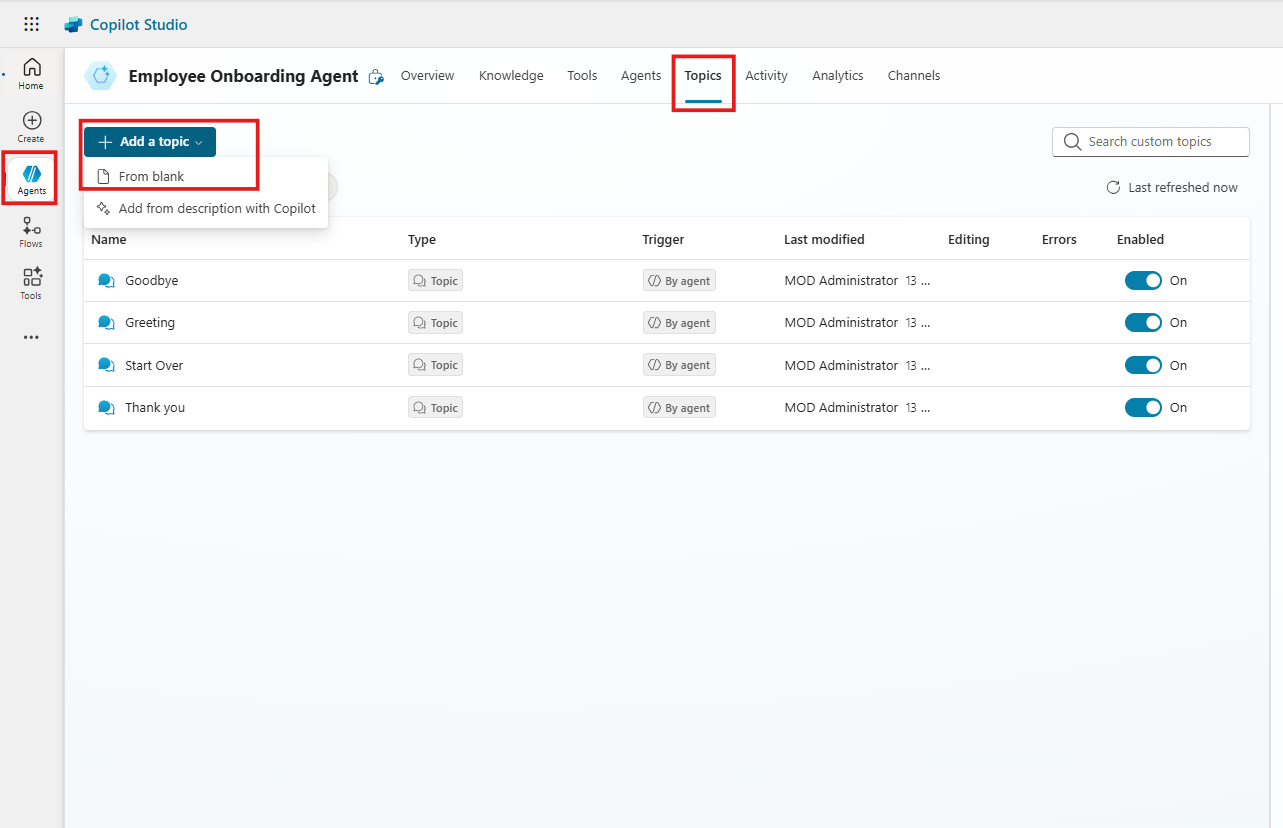 Copilot Studio
Home
Create
Agents
Flows
Tools
Employee Onboarding Agent
Overview Knowledge Tools Agents Topics Activity Analytics Channels
Add a topic
From blank
Add from description with Copilot
Search custom topics
Last refreshed now
Name Type Trigger Last modified Editing Errors Enabled
Goodbye Topic By agent MOD Administrator 13 ... On
Greeting Topic By agent MOD Administrator 13 ... On
Start Over Topic By agent MOD Administrator 13 ... On
Thank you Topic By agent MOD Administrator 13 ... On